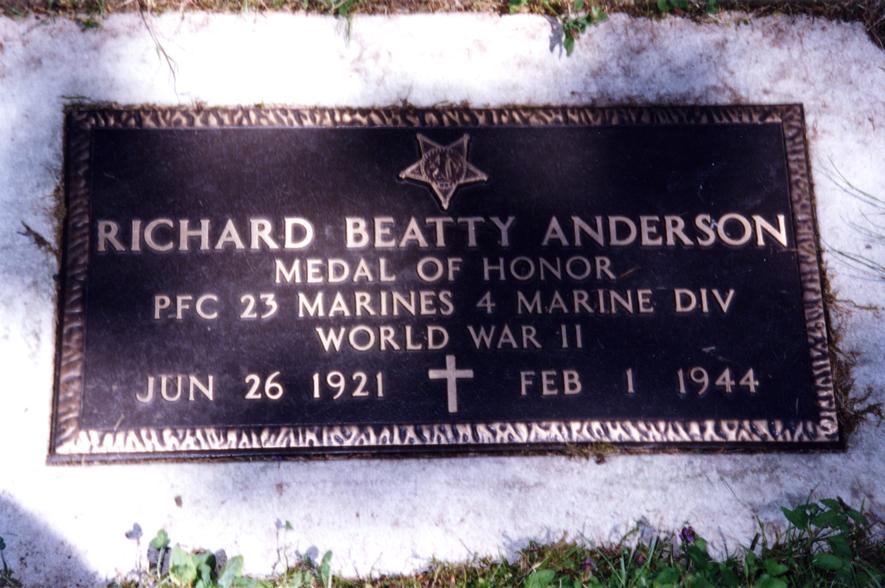 RICHARD BEATTY ANDERSON
MEDAL OF HONOR
PFC 23 MARINES 4 MARINE DIV
WORLD WAR II
JUN 26 1921 FEB 1 1944